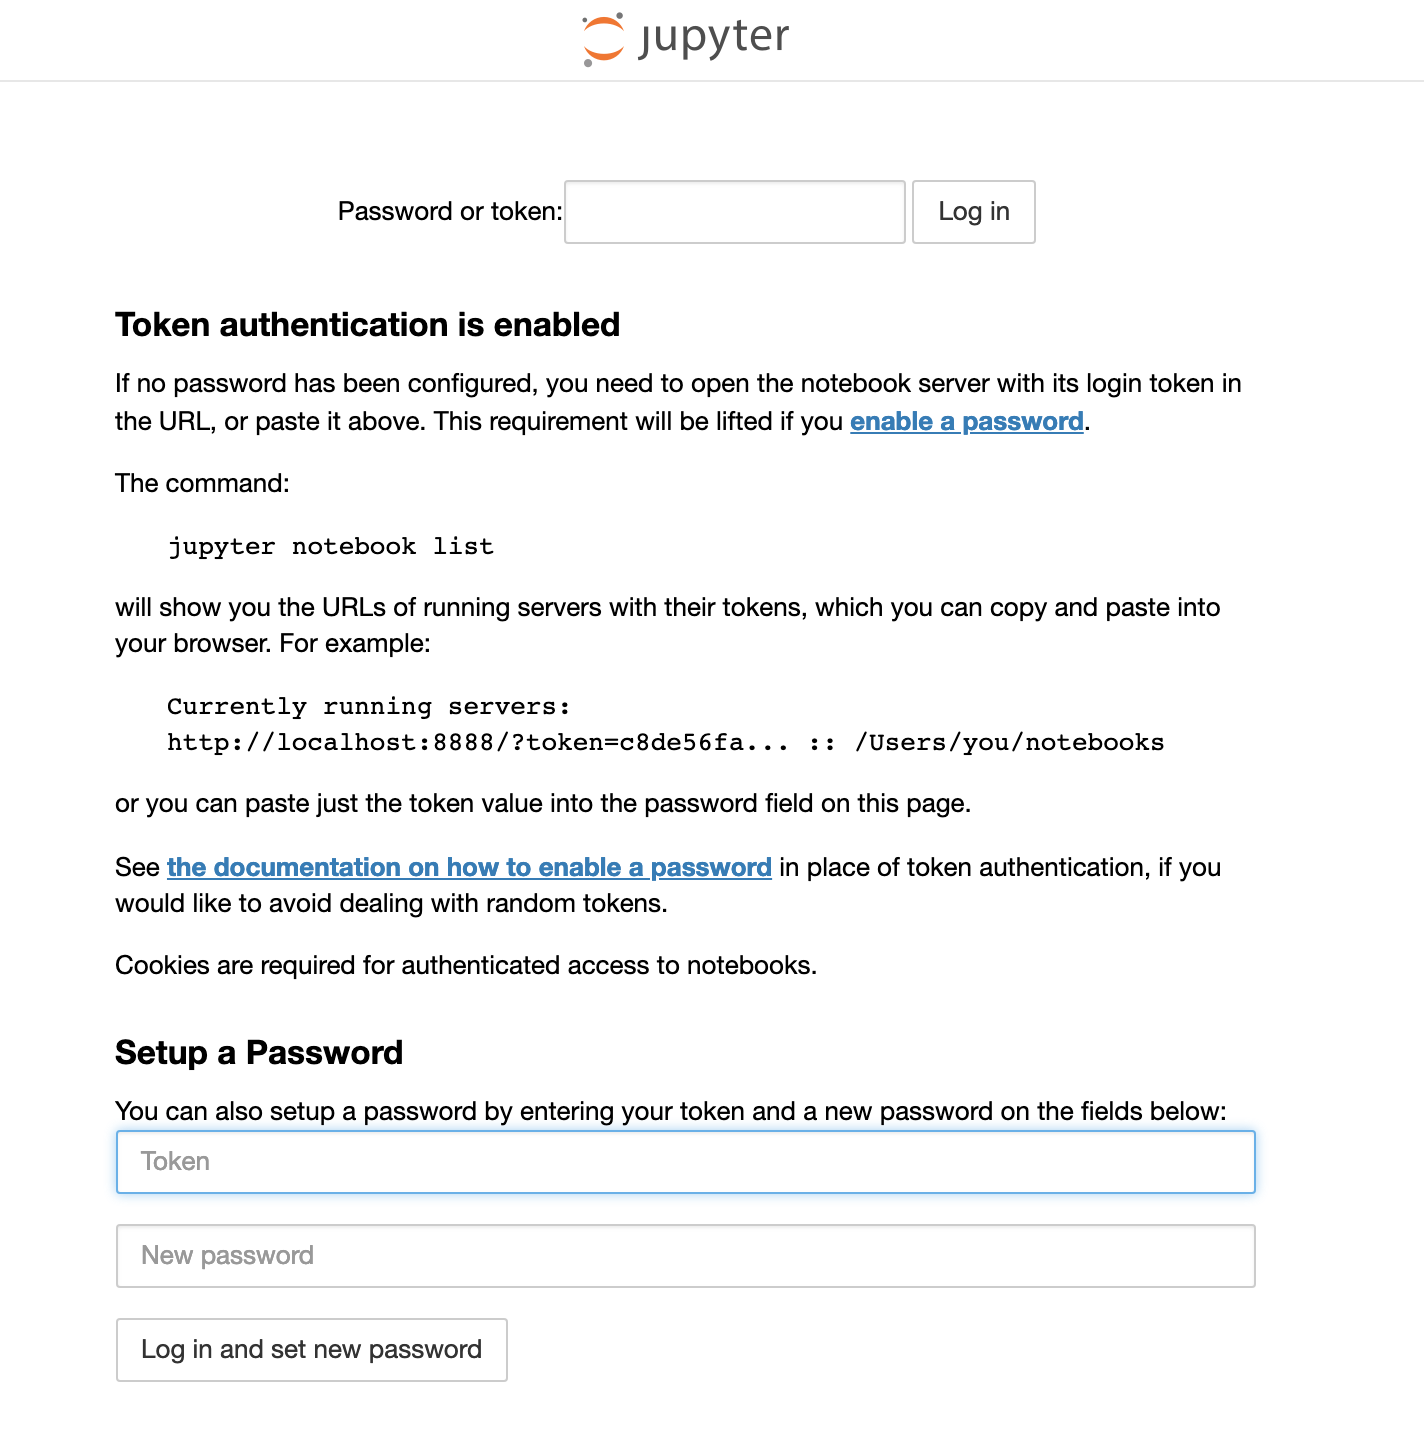 jupyter
Password or token:
Log in
Token authentication is enabled
If no password has been configured, you need to open the notebook server with its login token in
the URL, or paste it above. This requirement will be lifted if you enable a password.
The command:
jupyter notebook list
will show you the URLs of running servers with their tokens, which you can copy and paste into
your browser. For example:
Currently running servers:
http://localhost:8888/?token=c8de56fa... :: /Users/you/notebooks
or you can paste just the token value into the password field on this page.
See the documentation on how to enable a password in place of token authentication, if you
would like to avoid dealing with random tokens.
Cookies are required for authenticated access to notebooks.
Setup a Password
You can also setup a password by entering your token and a new password on the fields below:
Token
New password
Log in and set new password